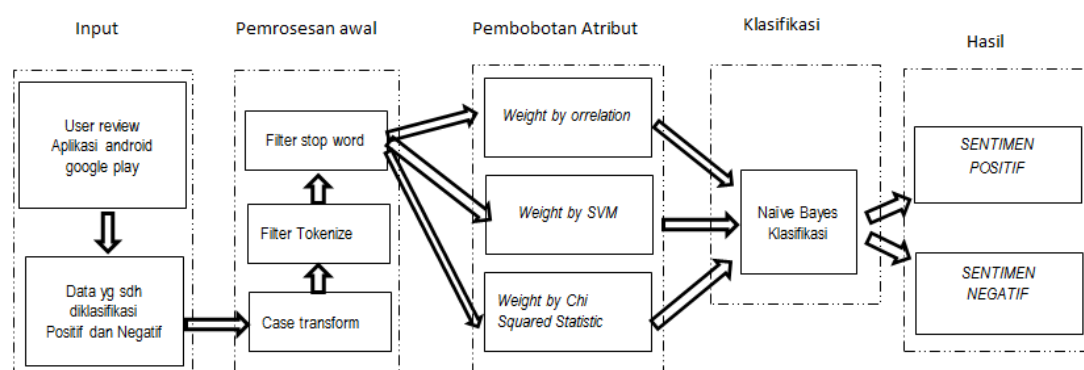 Input
Pemrosesan awal
Pembobotan Atribut
Klasifikasi
Hasil
User review
Aplikasi android
google play
Data yg sdh
diklasifikasi
Positif dan Negatif
Filter stop word
Filter Tokenize
Case transform
Weight by orrelation
Weight by SVM
Weight by Chi
Squared Statistic
Naïve Bayes
Klasifikasi
SENTIMEN
POSITIF
SENTIMEN
NEGATIF